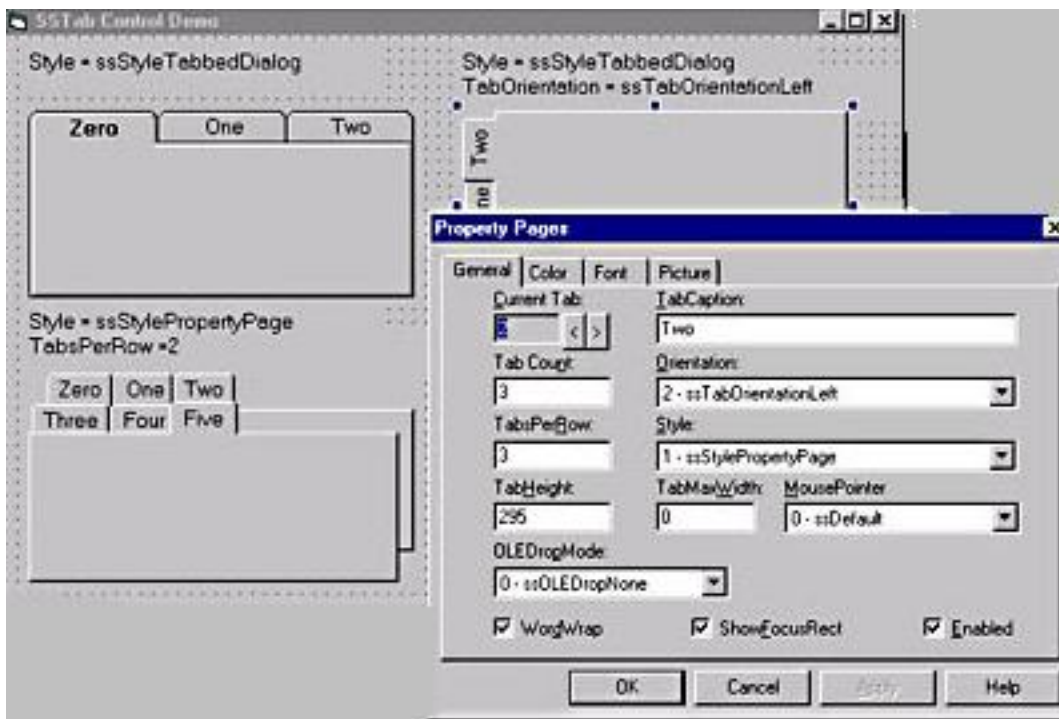 SSTab Control Demo
Style = ssStyleTabbedDialog
Zero One Two
Style = ssStylePropertyPage
TabsPerRow =2
Zero One Two
Three Four Five
Style = ssStyleTabbedDialog
TabOrientation = ssTabOrientationLeft
Two
ne
Property Pages
General Color Font Picture
Current Tab: TabCaption:
2 < > Two
Tab Count: Orientation:
3 2 - ssTabOrientationLeft
TabsPerRow: Style:
3 1 - ssStylePropertyPage
TabHeight: TabMaxWidth: MousePointer
295 0 0 - ssDefault
OLEDropMode:
0 - ssOLEDropNone
WordWrap ShowFocusRect Enabled
OK Cancel Apply Help